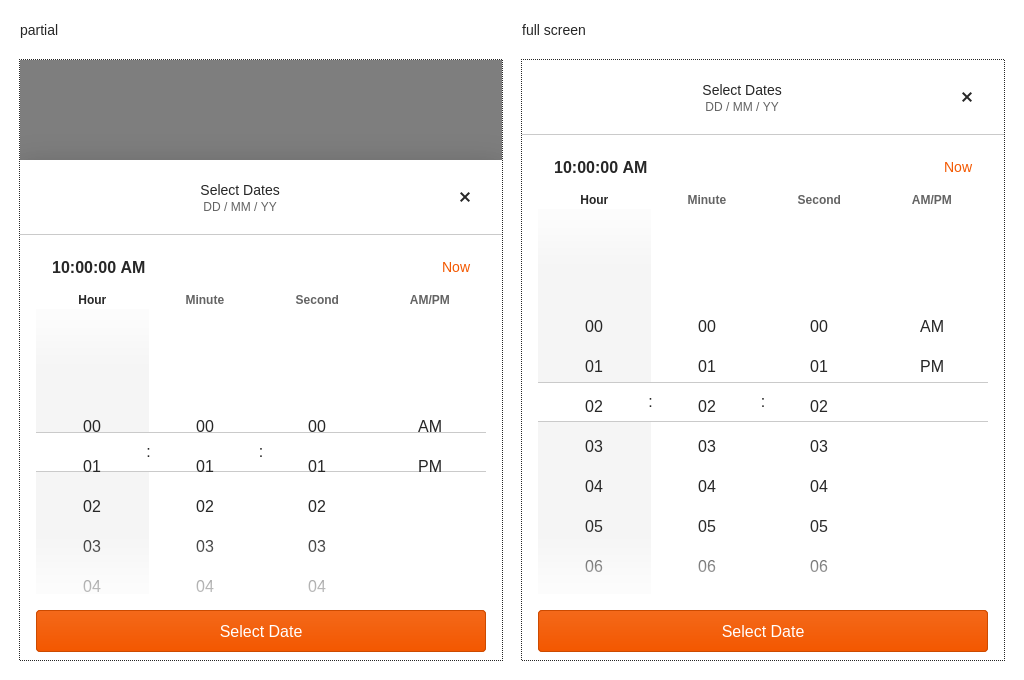 partial
Select Dates
DD / MM / YY
×
10:00:00 AM
Now
Hour Minute Second AM/PM
00 00 00 AM
: :
01 01 01 PM
02 02 02
03 03 03
04 04 04
Select Date
full screen
Select Dates
DD / MM / YY
×
10:00:00 AM
Now
Hour Minute Second AM/PM
00 00 00 AM
01 01 01 PM
02 : 02 : 02
03 03 03
04 04 04
05 05 05
06 06 06
Select Date